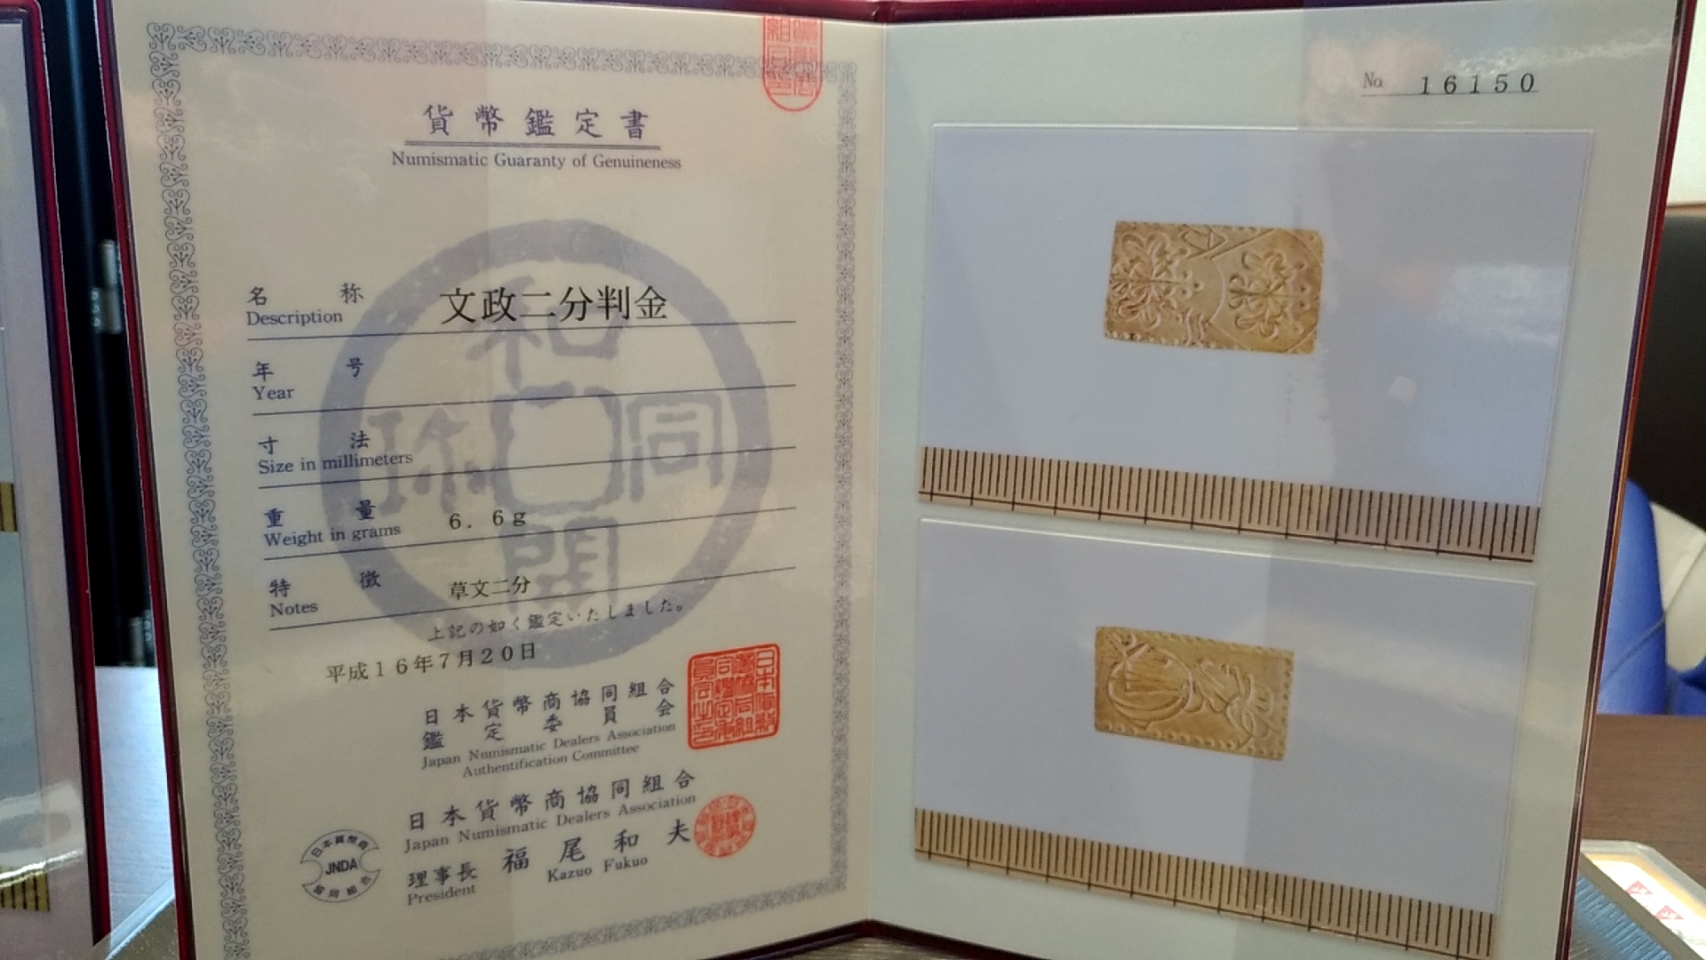 貨幣鑑定書
Numismatic Guaranty of Genuineness
名称 文政二分判金
Description
年号
Year
寸法
Size in millimeters
重量 6.6g
Weight in grams
特徴 草文二分
Notes
上記の如く鑑定いたしました。
平成16年7月20日
日本貨幣商協同組合
鑑定委員会
Japan Numismatic Dealers Association
Authentification Committee
日本貨幣商協同組合
Japan Numismatic Dealers Association
理事長 福尾和夫
President Kazuo Fukuo
JNDA
和同開珎
No. 16150